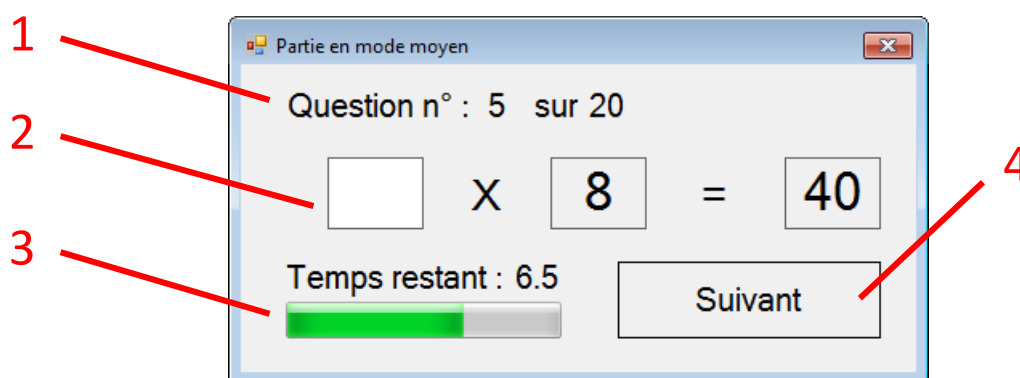 1
Partie en mode moyen
Question n° : 5 sur 20
2
X 8 = 40
4
3
Temps restant : 6.5
Suivant